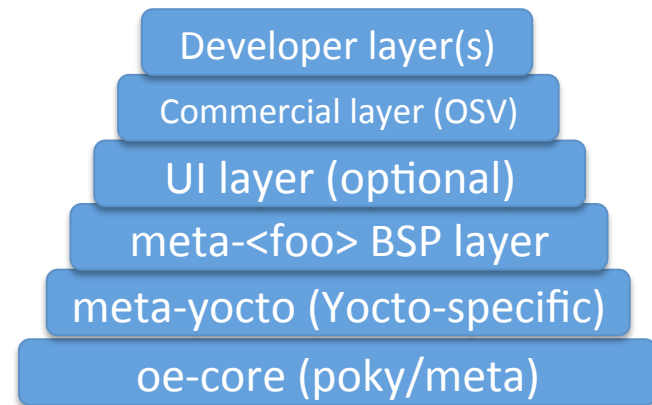 Developer layer(s)
Commercial layer (OSV)
UI layer (optional)
meta-<foo> BSP layer
meta-yocto (Yocto-specific)
oe-core (poky/meta)